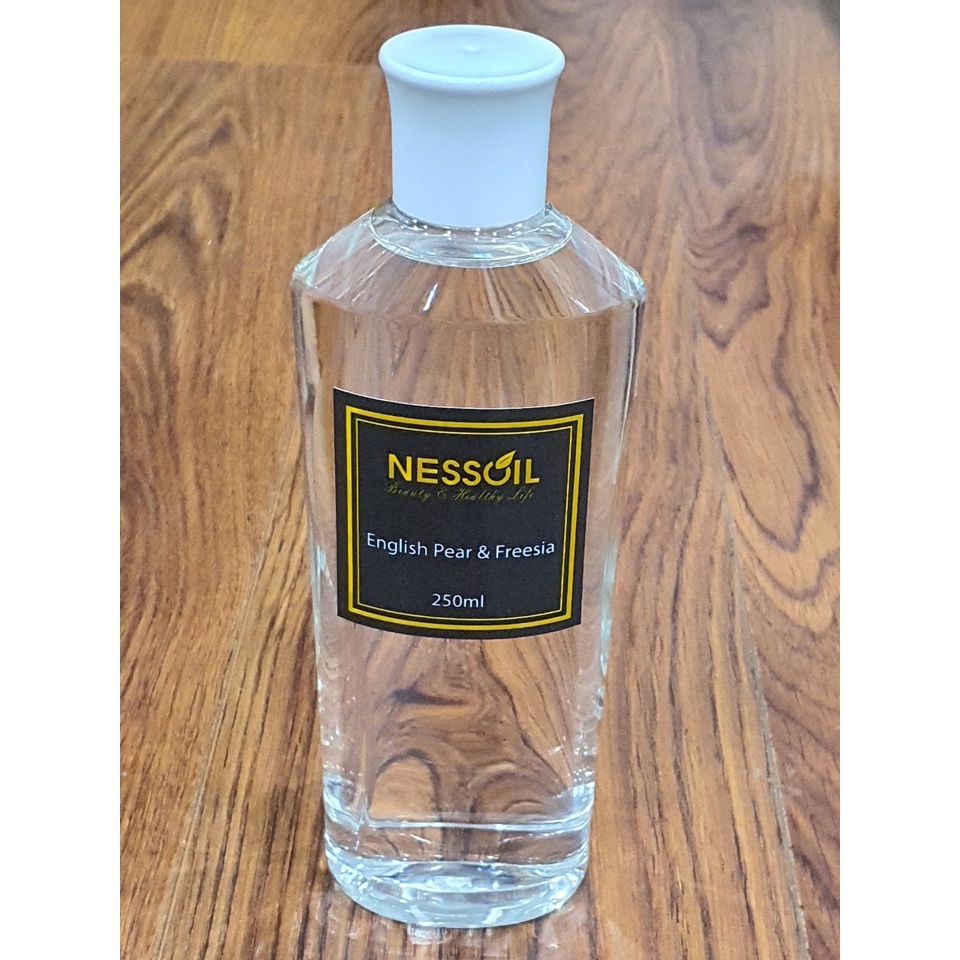 NESSOIL
Beauty & Healthy Life
English Pear & Freesia
250ml